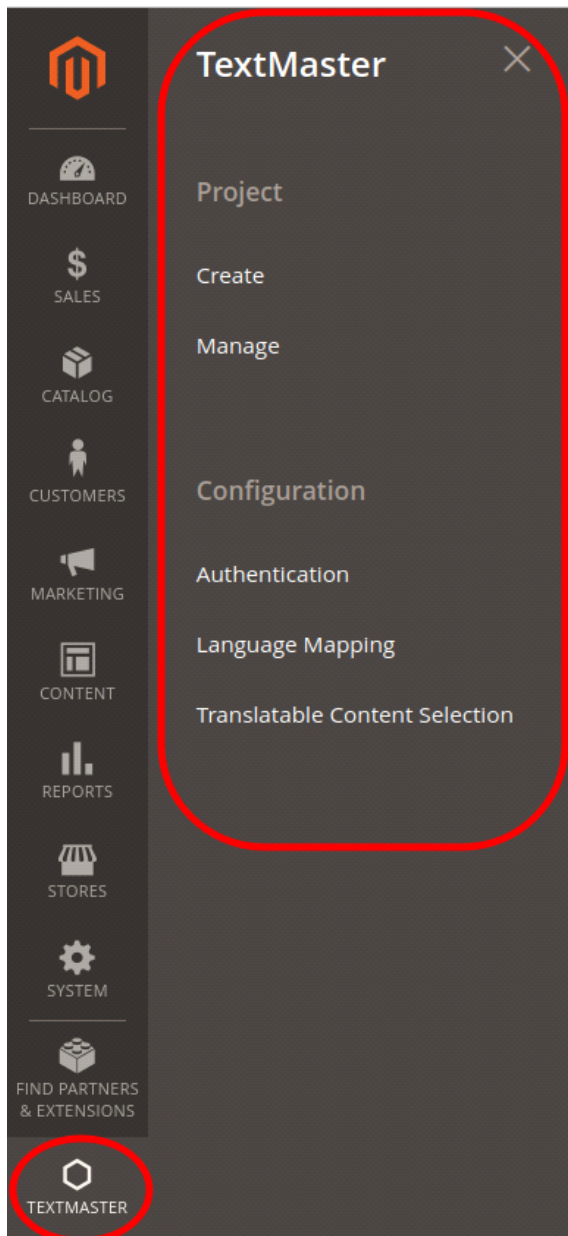 DASHBOARD
SALES
CATALOG
CUSTOMERS
MARKETING
CONTENT
REPORTS
STORES
SYSTEM
FIND PARTNERS
& EXTENSIONS
TEXTMASTER
TextMaster
Project
Create
Manage
Configuration
Authentication
Language Mapping
Translatable Content Selection